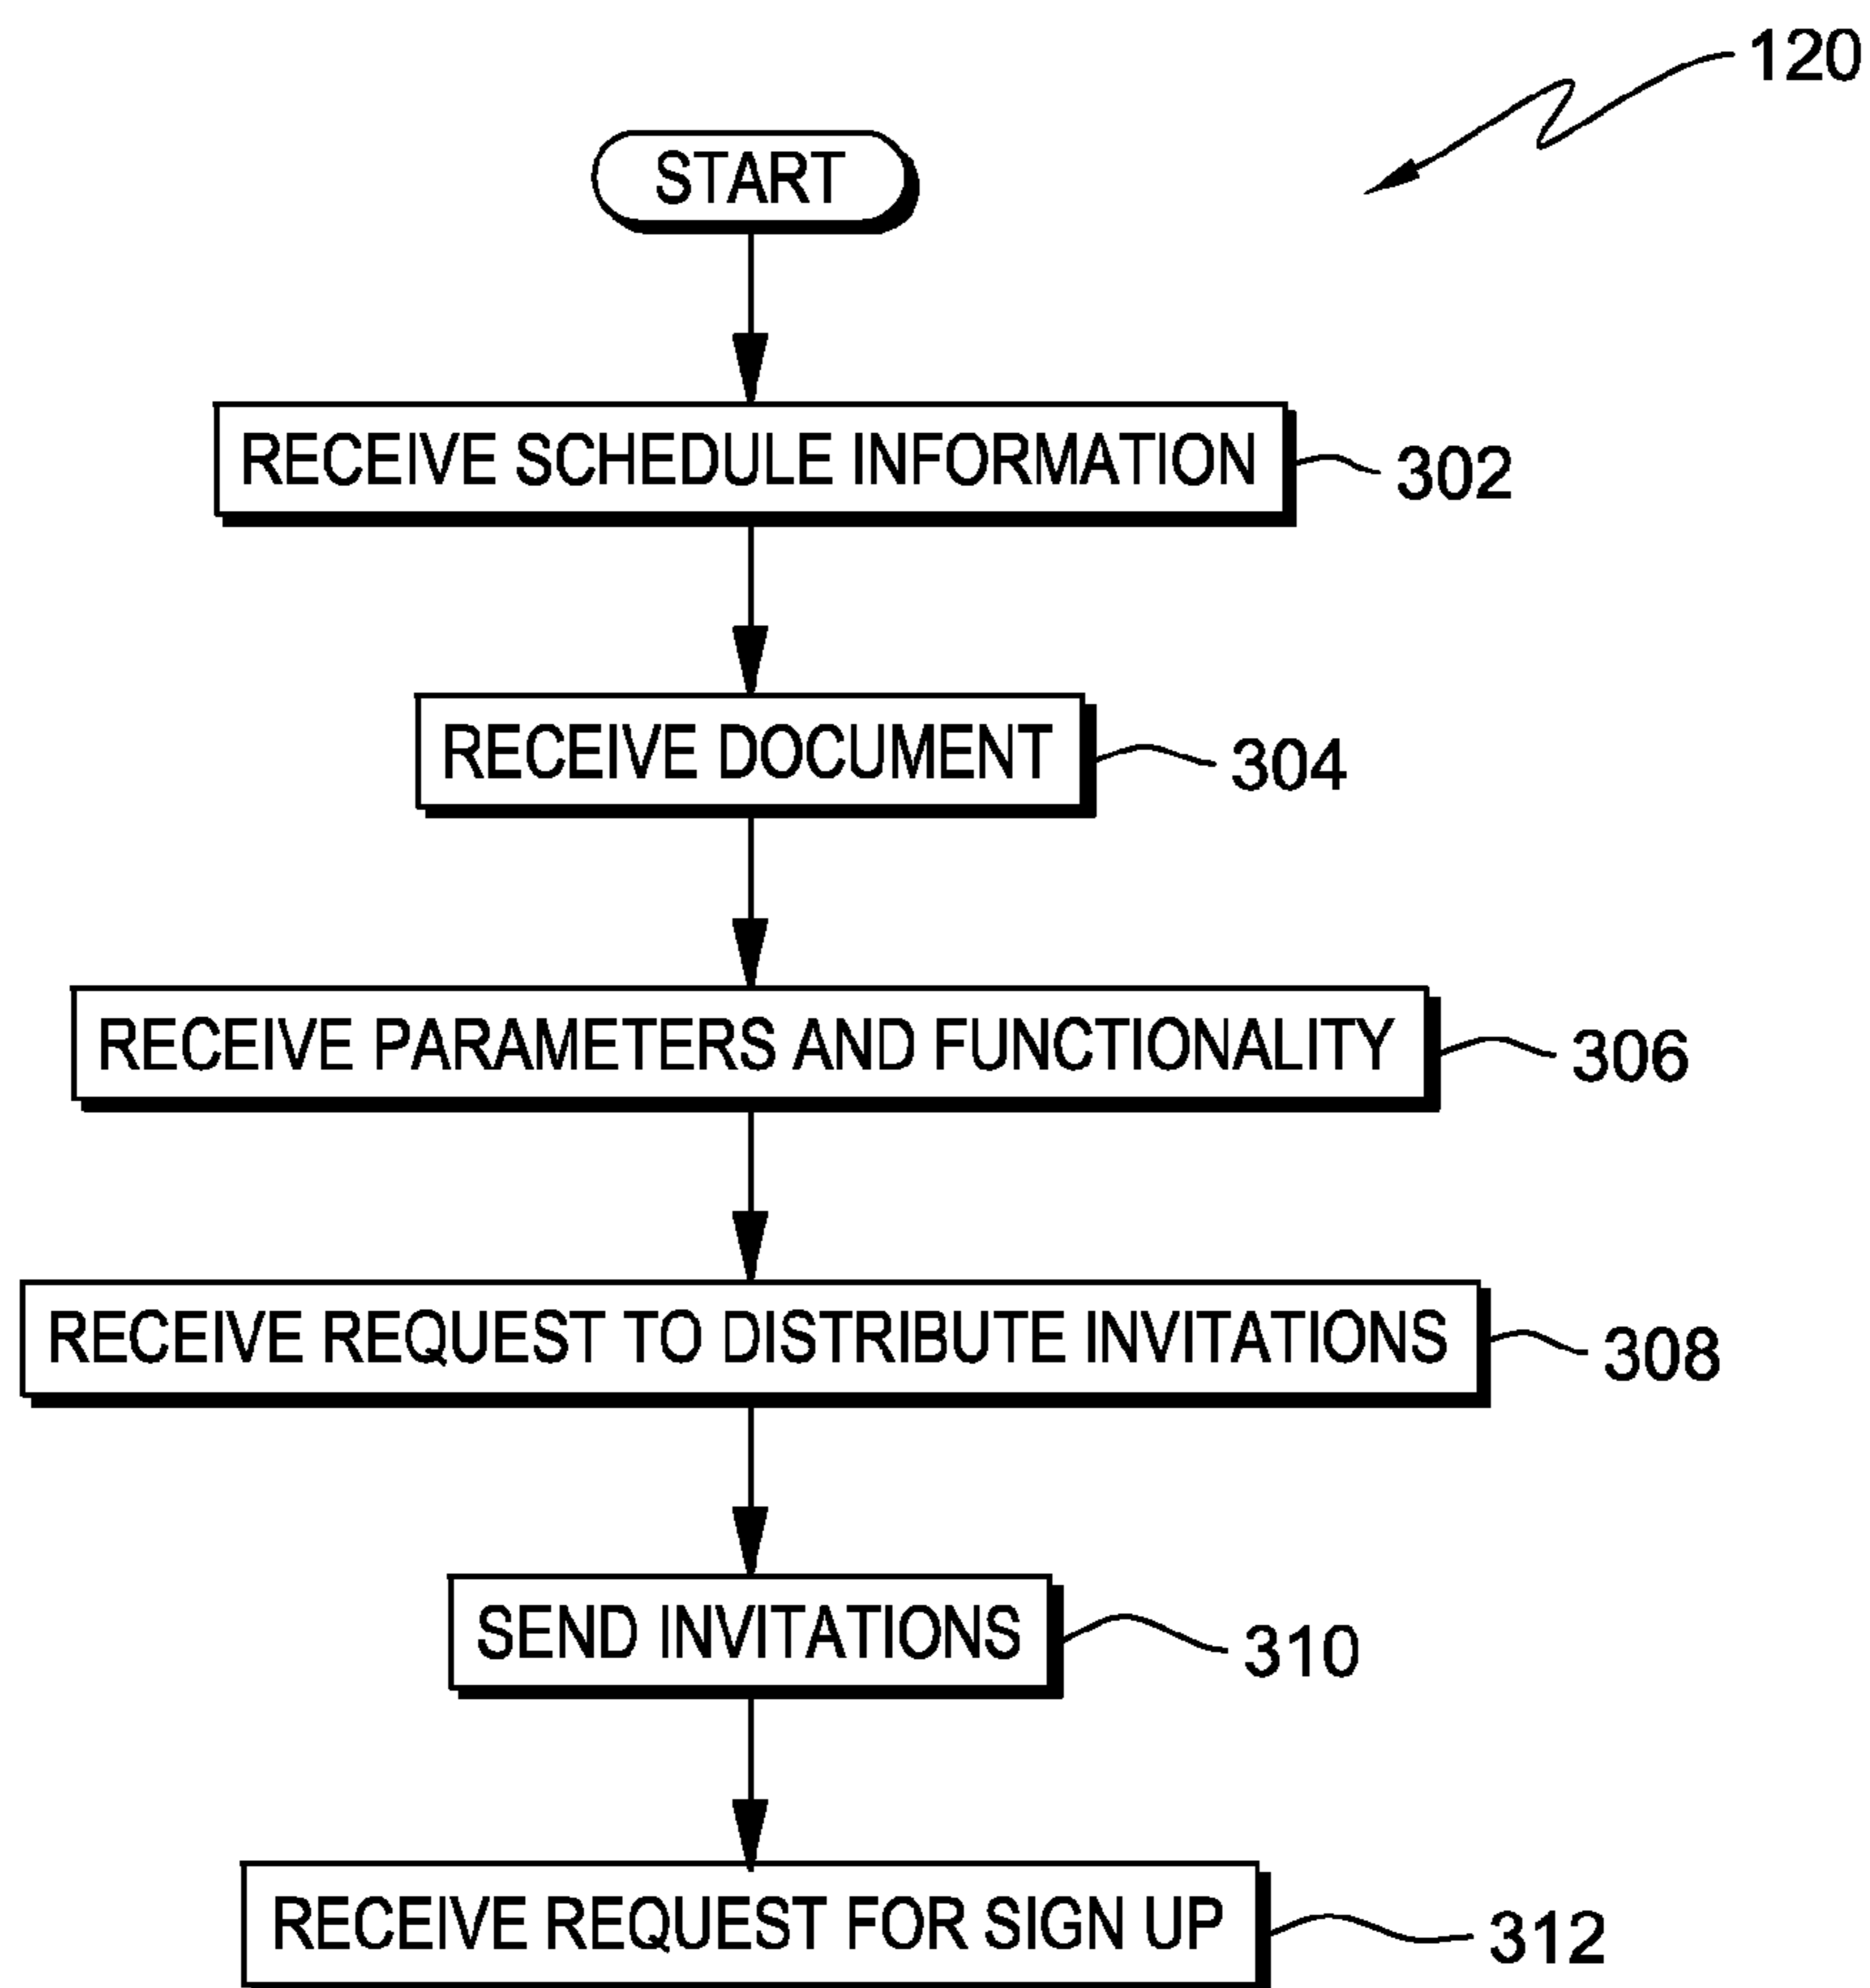 120
START
RECEIVE SCHEDULE INFORMATION
302
RECEIVE DOCUMENT
304
RECEIVE PARAMETERS AND FUNCTIONALITY
306
RECEIVE REQUEST TO DISTRIBUTE INVITATIONS
308
SEND INVITATIONS
310
RECEIVE REQUEST FOR SIGN UP
312